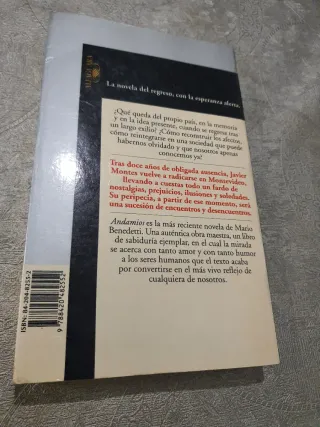 ALFAGUARA
La novela del regreso, con la esperanza alerta.
¿Qué queda del propio país, en la memoria
y en la idea presente, cuando se regresa tras
un largo exilio? ¿Cómo reconstruir los afectos,
cómo reintegrarse en una sociedad que puede
habernos olvidado y que nosotros apenas
conocemos ya?
Tras doce años de obligada ausencia, Javier
Montes vuelve a radicarse en Montevideo,
llevando a cuestas todo un fardo de
nostalgias, prejuicios, ilusiones y soledades.
Su peripecia, a partir de ese momento, será
una sucesión de encuentros y desencuentros.
Andamios es la más reciente novela de Mario
Benedetti. Una auténtica obra maestra, un libro
de sabiduría ejemplar, en el cual la mirada
se acerca con tanto amor y con tanto humor
a los seres humanos que el texto acaba
por convertirse en el más vivo reflejo de
cualquiera de nosotros.
ISBN: 84-204-8255-2
9 788420 482552